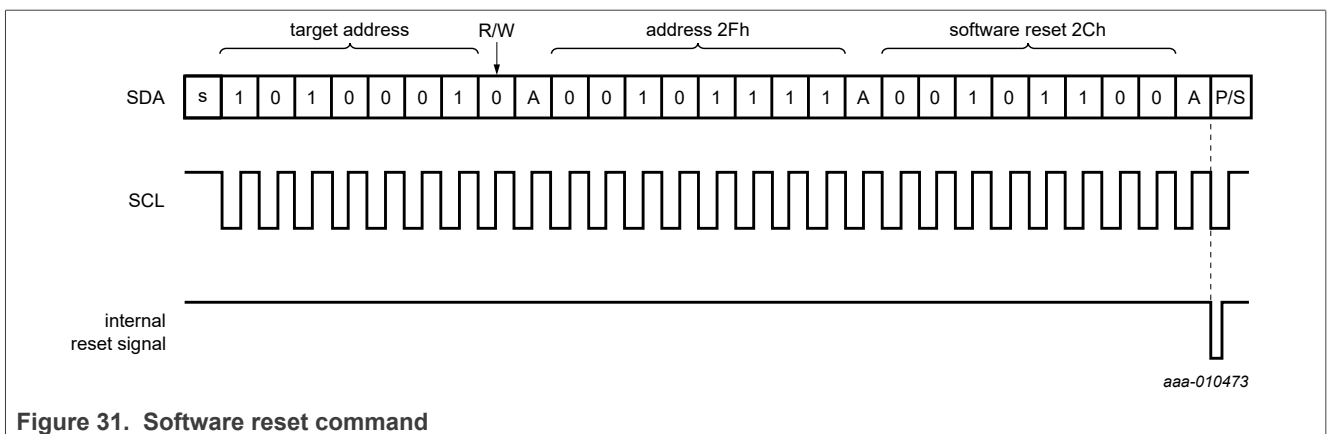 target address R/W address 2Fh software reset 2Ch
SDA s 1 0 1 0 0 0 1 0 A 0 0 1 0 1 1 1 1 A 0 0 1 0 1 1 0 0 A P/S
SCL
internal
reset signal
aaa-010473
Figure 31. Software reset command